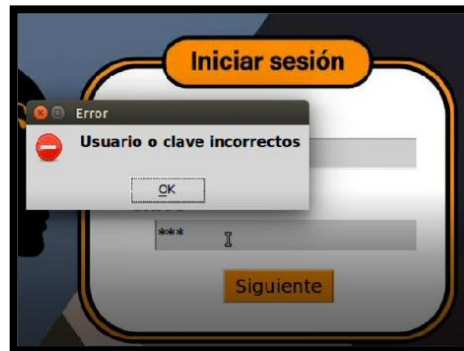 Iniciar sesión
Error
Usuario o clave incorrectos
OK
***
Siguiente